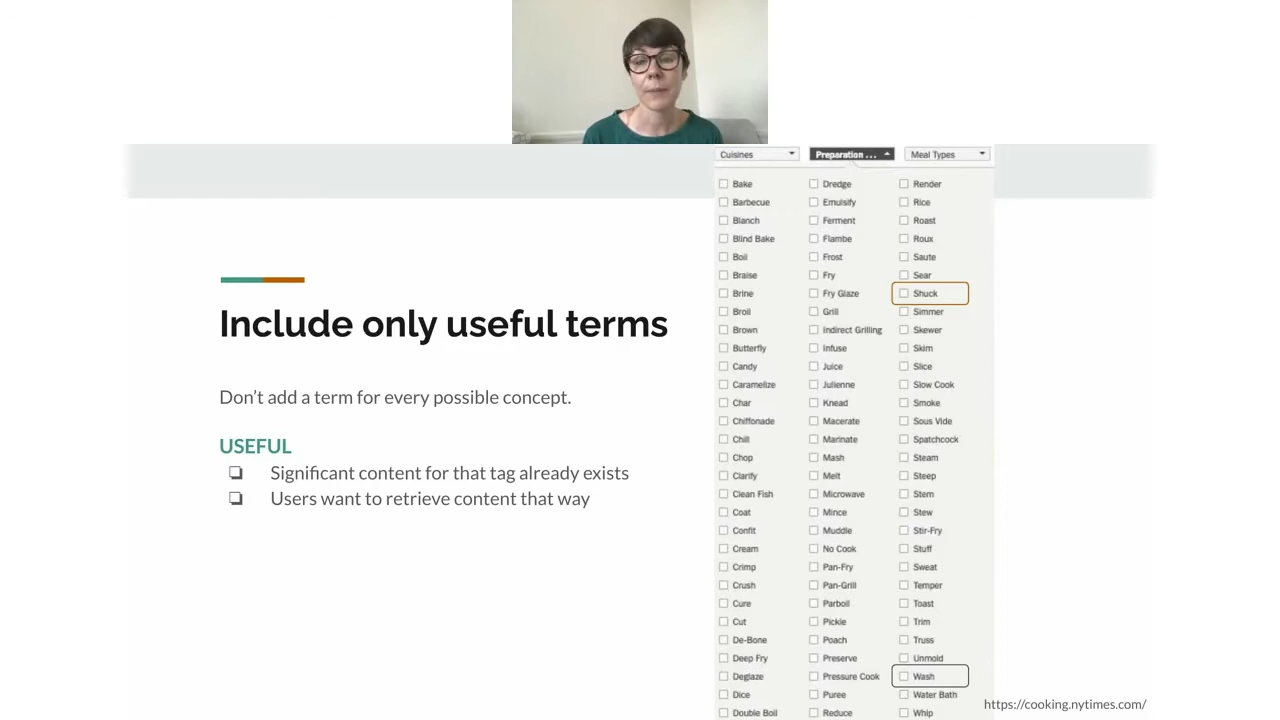 Cuisines
Preparation ...
Meal Types
Include only useful terms
Don't add a term for every possible concept.
USEFUL
❏ Significant content for that tag already exists
❏ Users want to retrieve content that way
Bake
Barbecue
Blanch
Blind Bake
Boil
Braise
Brine
Broil
Brown
Butterfly
Candy
Caramelize
Char
Chiffonade
Chill
Chop
Clarify
Clean Fish
Coat
Confit
Cream
Crimp
Crush
Cure
Cut
De-Bone
Deep Fry
Deglaze
Dice
Double Boil
Dredge
Emulsify
Ferment
Flambe
Frost
Fry
Fry Glaze
Grill
Indirect Grilling
Infuse
Juice
Julienne
Knead
Macerate
Marinate
Mash
Melt
Microwave
Mince
Muddle
No Cook
Pan-Fry
Pan-Grill
Parboil
Pickle
Poach
Preserve
Pressure Cook
Puree
Reduce
Render
Rice
Roast
Roux
Saute
Sear
Shuck
Simmer
Skewer
Skim
Slice
Slow Cook
Smoke
Sous Vide
Spatchcock
Steam
Steep
Stem
Stew
Stir-Fry
Stuff
Sweat
Temper
Toast
Trim
Truss
Unmold
Wash
Water Bath
Whip
https://cooking.nytimes.com/